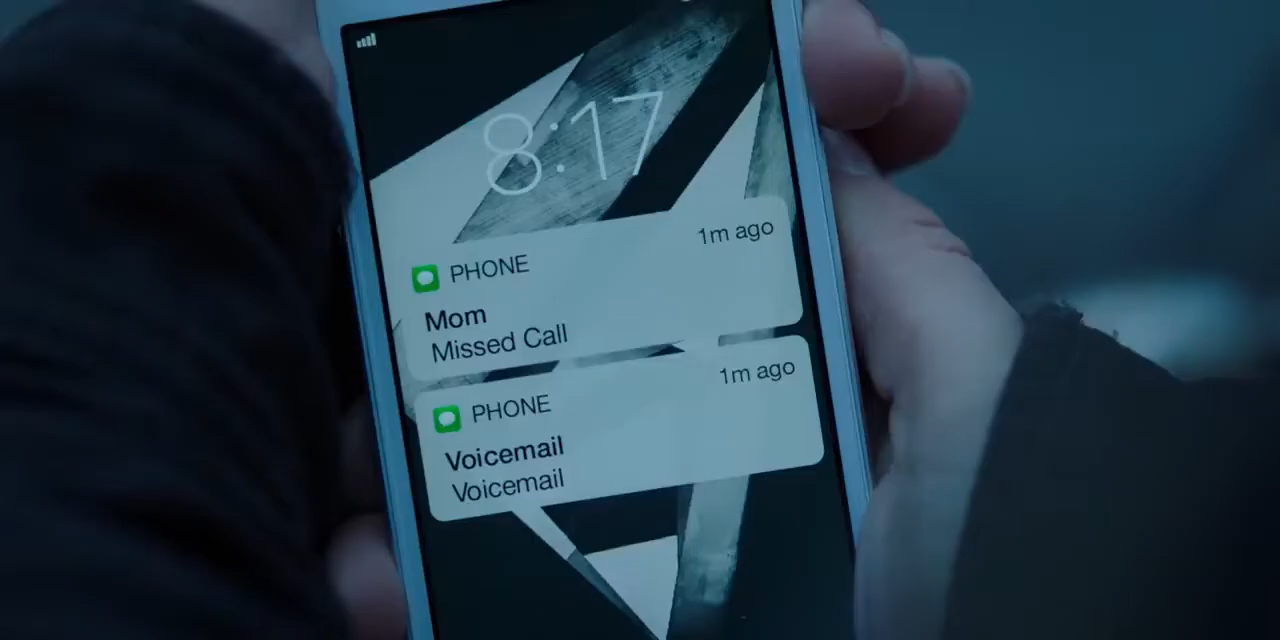 8:17
PHONE
1m ago
Mom
Missed Call
PHONE
1m ago
Voicemail
Voicemail